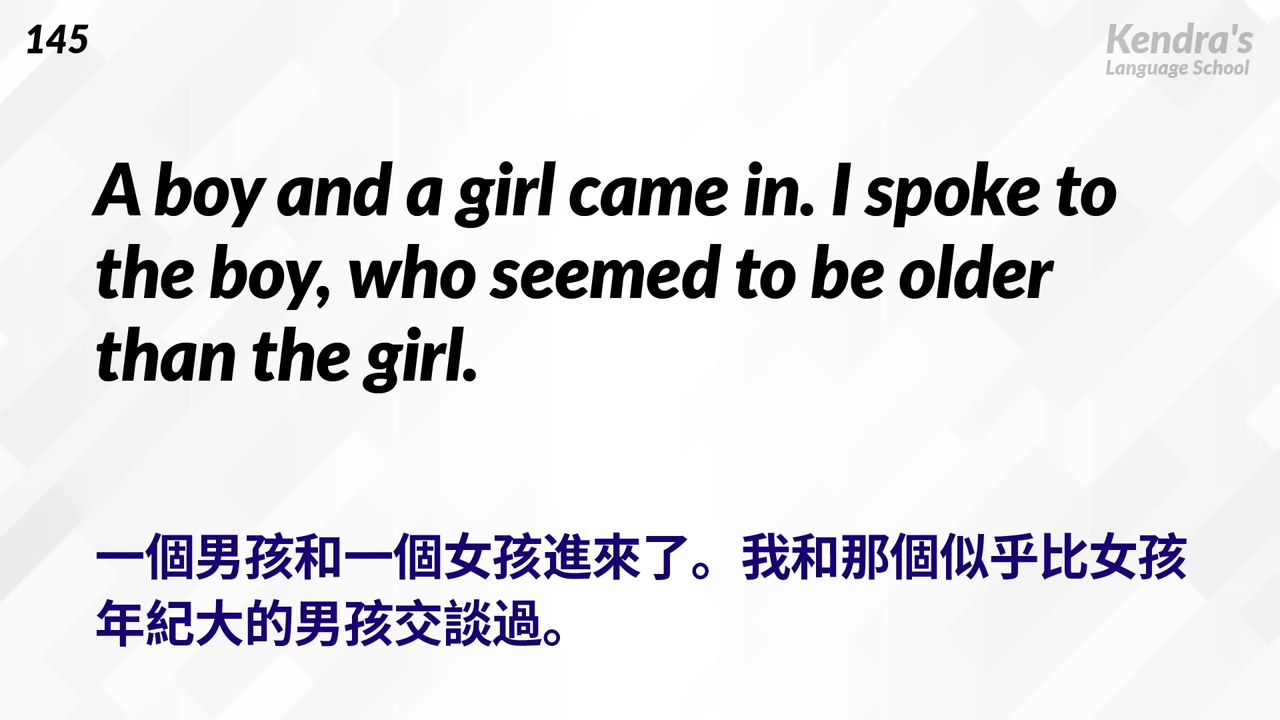 145
Kendra's
Language School
A boy and a girl came in. I spoke to
the boy, who seemed to be older
than the girl.
一個男孩和一個女孩進來了。我和那個似乎比女孩
年紀大的男孩交談過。